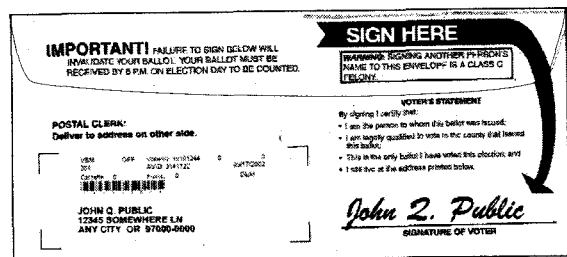 IMPORTANT! FAILURE TO SIGN BELOW WILL
INVALIDATE YOUR BALLOT. YOUR BALLOT MUST BE
RECEIVED BY 8 P.M. ON ELECTION DAY TO BE COUNTED.
SIGN HERE
WARNING: SIGNING ANOTHER PERSON'S
NAME TO THIS ENVELOPE IS A CLASS C
FELONY.
POSTAL CLERK:
Deliver to address on other side.
VOTER'S STATEMENT
By signing I certify that:
• I am the person to whom this ballot was issued;
• I am legally qualified to vote in the county that issued
this ballot;
• This is the only ballot I have voted this election; and
• I still live at the address printed below.
VBM OFF
JOHN Q. PUBLIC
12345 SOMEWHERE LN
ANY CITY OR 97000-0000
John Q. Public
SIGNATURE OF VOTER